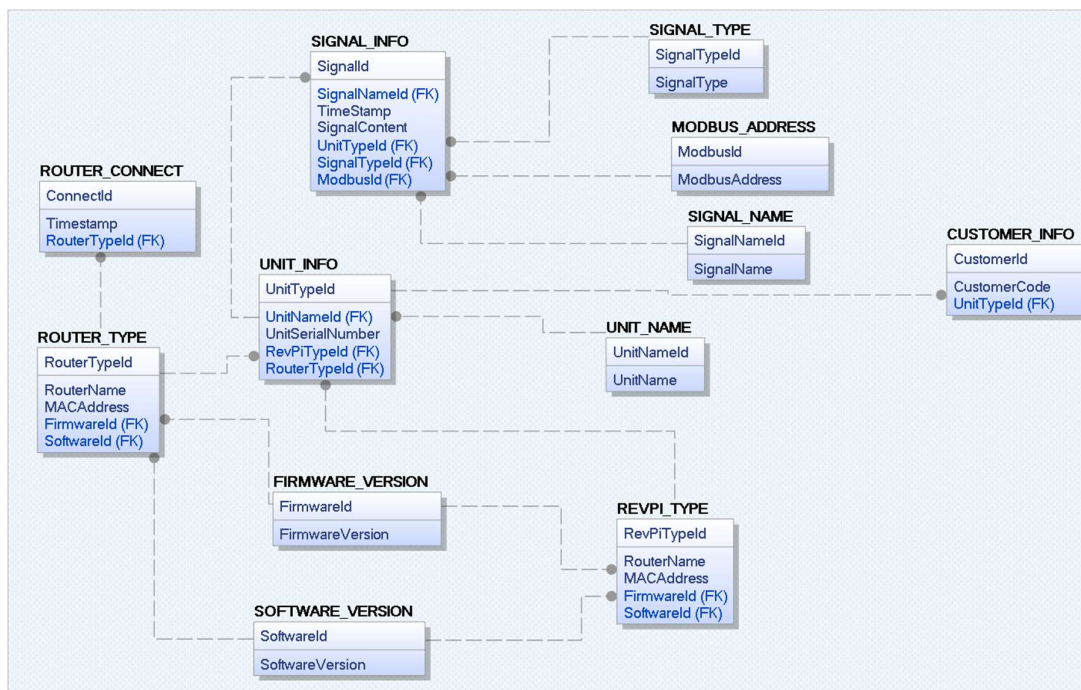 SIGNAL_INFO
SignalId
SignalNameId (FK)
TimeStamp
SignalContent
UnitTypeId (FK)
SignalTypeId (FK)
ModbusId (FK)
SIGNAL_TYPE
SignalTypeId
SignalType
MODBUS_ADDRESS
ModbusId
ModbusAddress
ROUTER_CONNECT
ConnectId
Timestamp
RouterTypeId (FK)
SIGNAL_NAME
SignalNameId
SignalName
CUSTOMER_INFO
CustomerId
CustomerCode
UnitTypeId (FK)
UNIT_INFO
UnitTypeId
UnitNameId (FK)
UnitSerialNumber
RevPiTypeId (FK)
RouterTypeId (FK)
UNIT_NAME
UnitNameId
UnitName
ROUTER_TYPE
RouterTypeId
RouterName
MACAddress
FirmwareId (FK)
SoftwareId (FK)
FIRMWARE_VERSION
FirmwareId
FirmwareVersion
REVPI_TYPE
RevPiTypeId
RouterName
MACAddress
FirmwareId (FK)
SoftwareId (FK)
SOFTWARE_VERSION
SoftwareId
SoftwareVersion